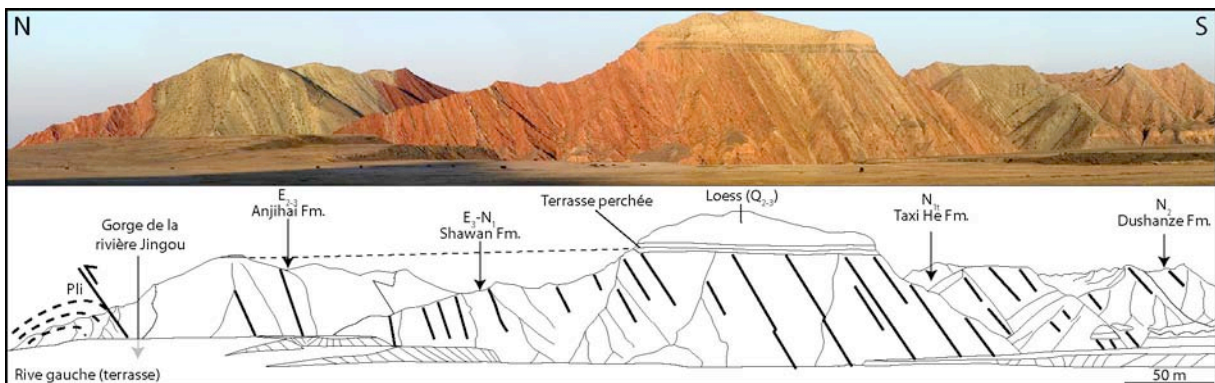 N
S
E₂₋₃
Anjihai Fm.
Gorge de la
rivière Jingou
E₃-N₁
Shawan Fm.
Terrasse perchée
Loess (Q₂₋₃)
N₁ₜ
Taxi He Fm.
N₂
Dushanze Fm.
Pli
Rive gauche (terrasse)
50 m